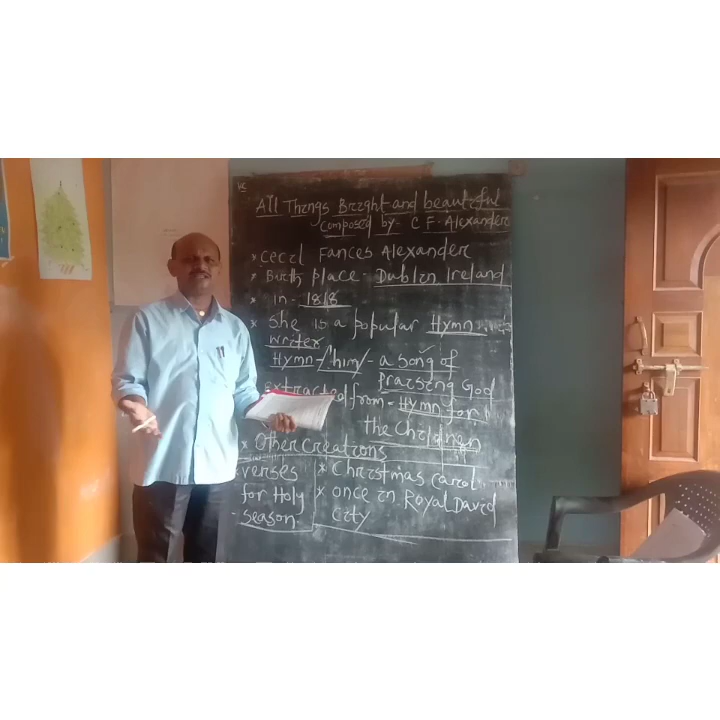 All Things Bright and beautiful
composed by - C F. Alexander
* Cecil Fances Alexander
* Birth place - Dublin Ireland
* in - 1818
* She is a popular Hymn
writer
Hymn - /him/ - a song of
praising God
extracted from - Hymn for
the Children
* Other Creations
verses
for Holy
season.
* Christmas carol
* once in Royal David
city